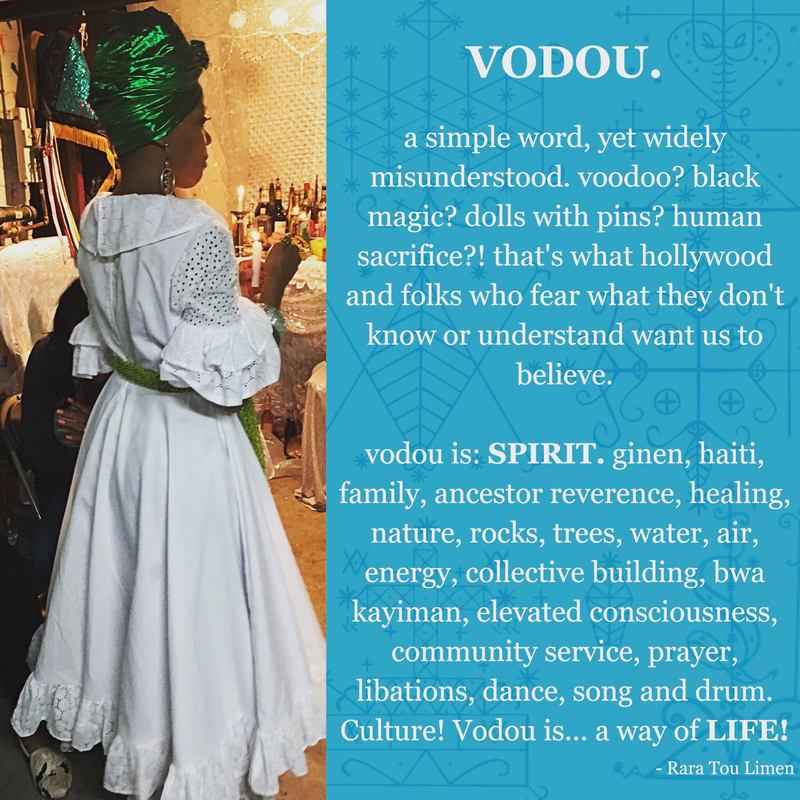 VODOU.
a simple word, yet widely
misunderstood. voodoo? black
magic? dolls with pins? human
sacrifice?! that's what hollywood
and folks who fear what they don't
know or understand want us to
believe.
vodou is: SPIRIT. ginen, haiti,
family, ancestor reverence, healing,
nature, rocks, trees, water, air,
energy, collective building, bwa
kayiman, elevated consciousness,
community service, prayer,
libations, dance, song and drum.
Culture! Vodou is... a way of LIFE!
- Rara Tou Limen